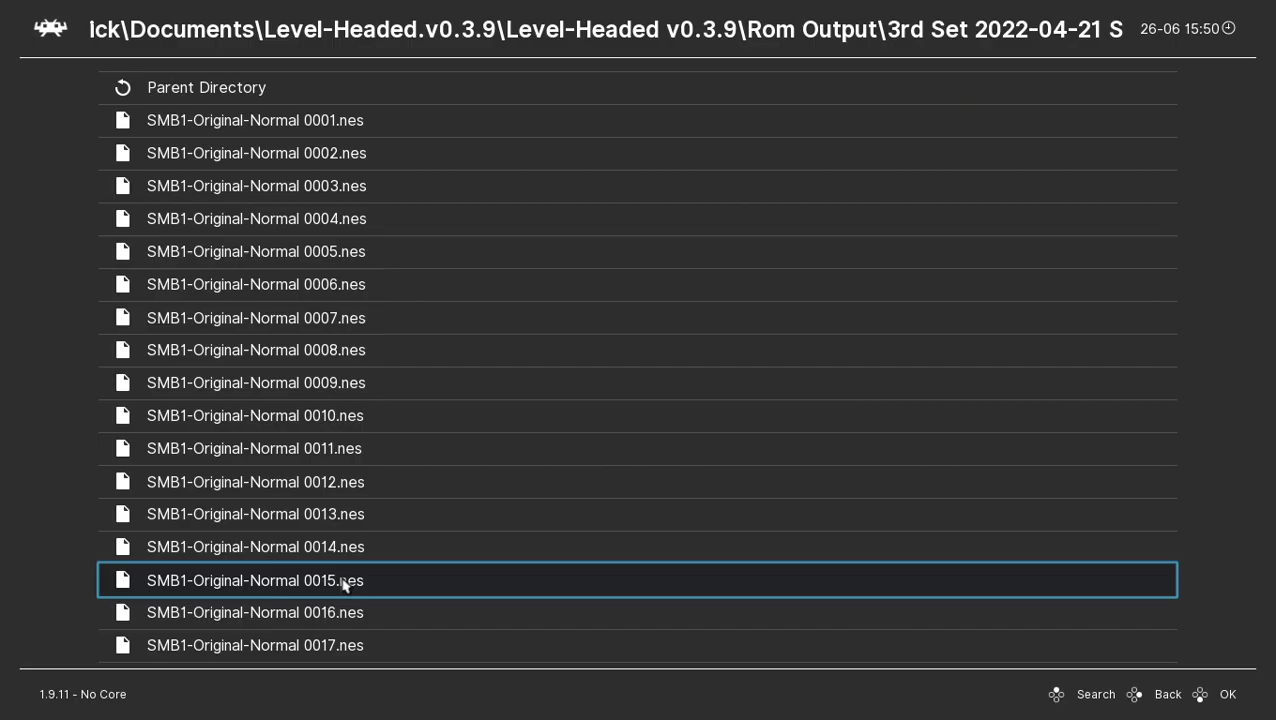 ick\Documents\Level-Headed.v0.3.9\Level-Headed v0.3.9\Rom Output\3rd Set 2022-04-21 S
26-06 15:50
Parent Directory
SMB1-Original-Normal 0001.nes
SMB1-Original-Normal 0002.nes
SMB1-Original-Normal 0003.nes
SMB1-Original-Normal 0004.nes
SMB1-Original-Normal 0005.nes
SMB1-Original-Normal 0006.nes
SMB1-Original-Normal 0007.nes
SMB1-Original-Normal 0008.nes
SMB1-Original-Normal 0009.nes
SMB1-Original-Normal 0010.nes
SMB1-Original-Normal 0011.nes
SMB1-Original-Normal 0012.nes
SMB1-Original-Normal 0013.nes
SMB1-Original-Normal 0014.nes
SMB1-Original-Normal 0015.nes
SMB1-Original-Normal 0016.nes
SMB1-Original-Normal 0017.nes
1.9.11 - No Core
Search Back OK